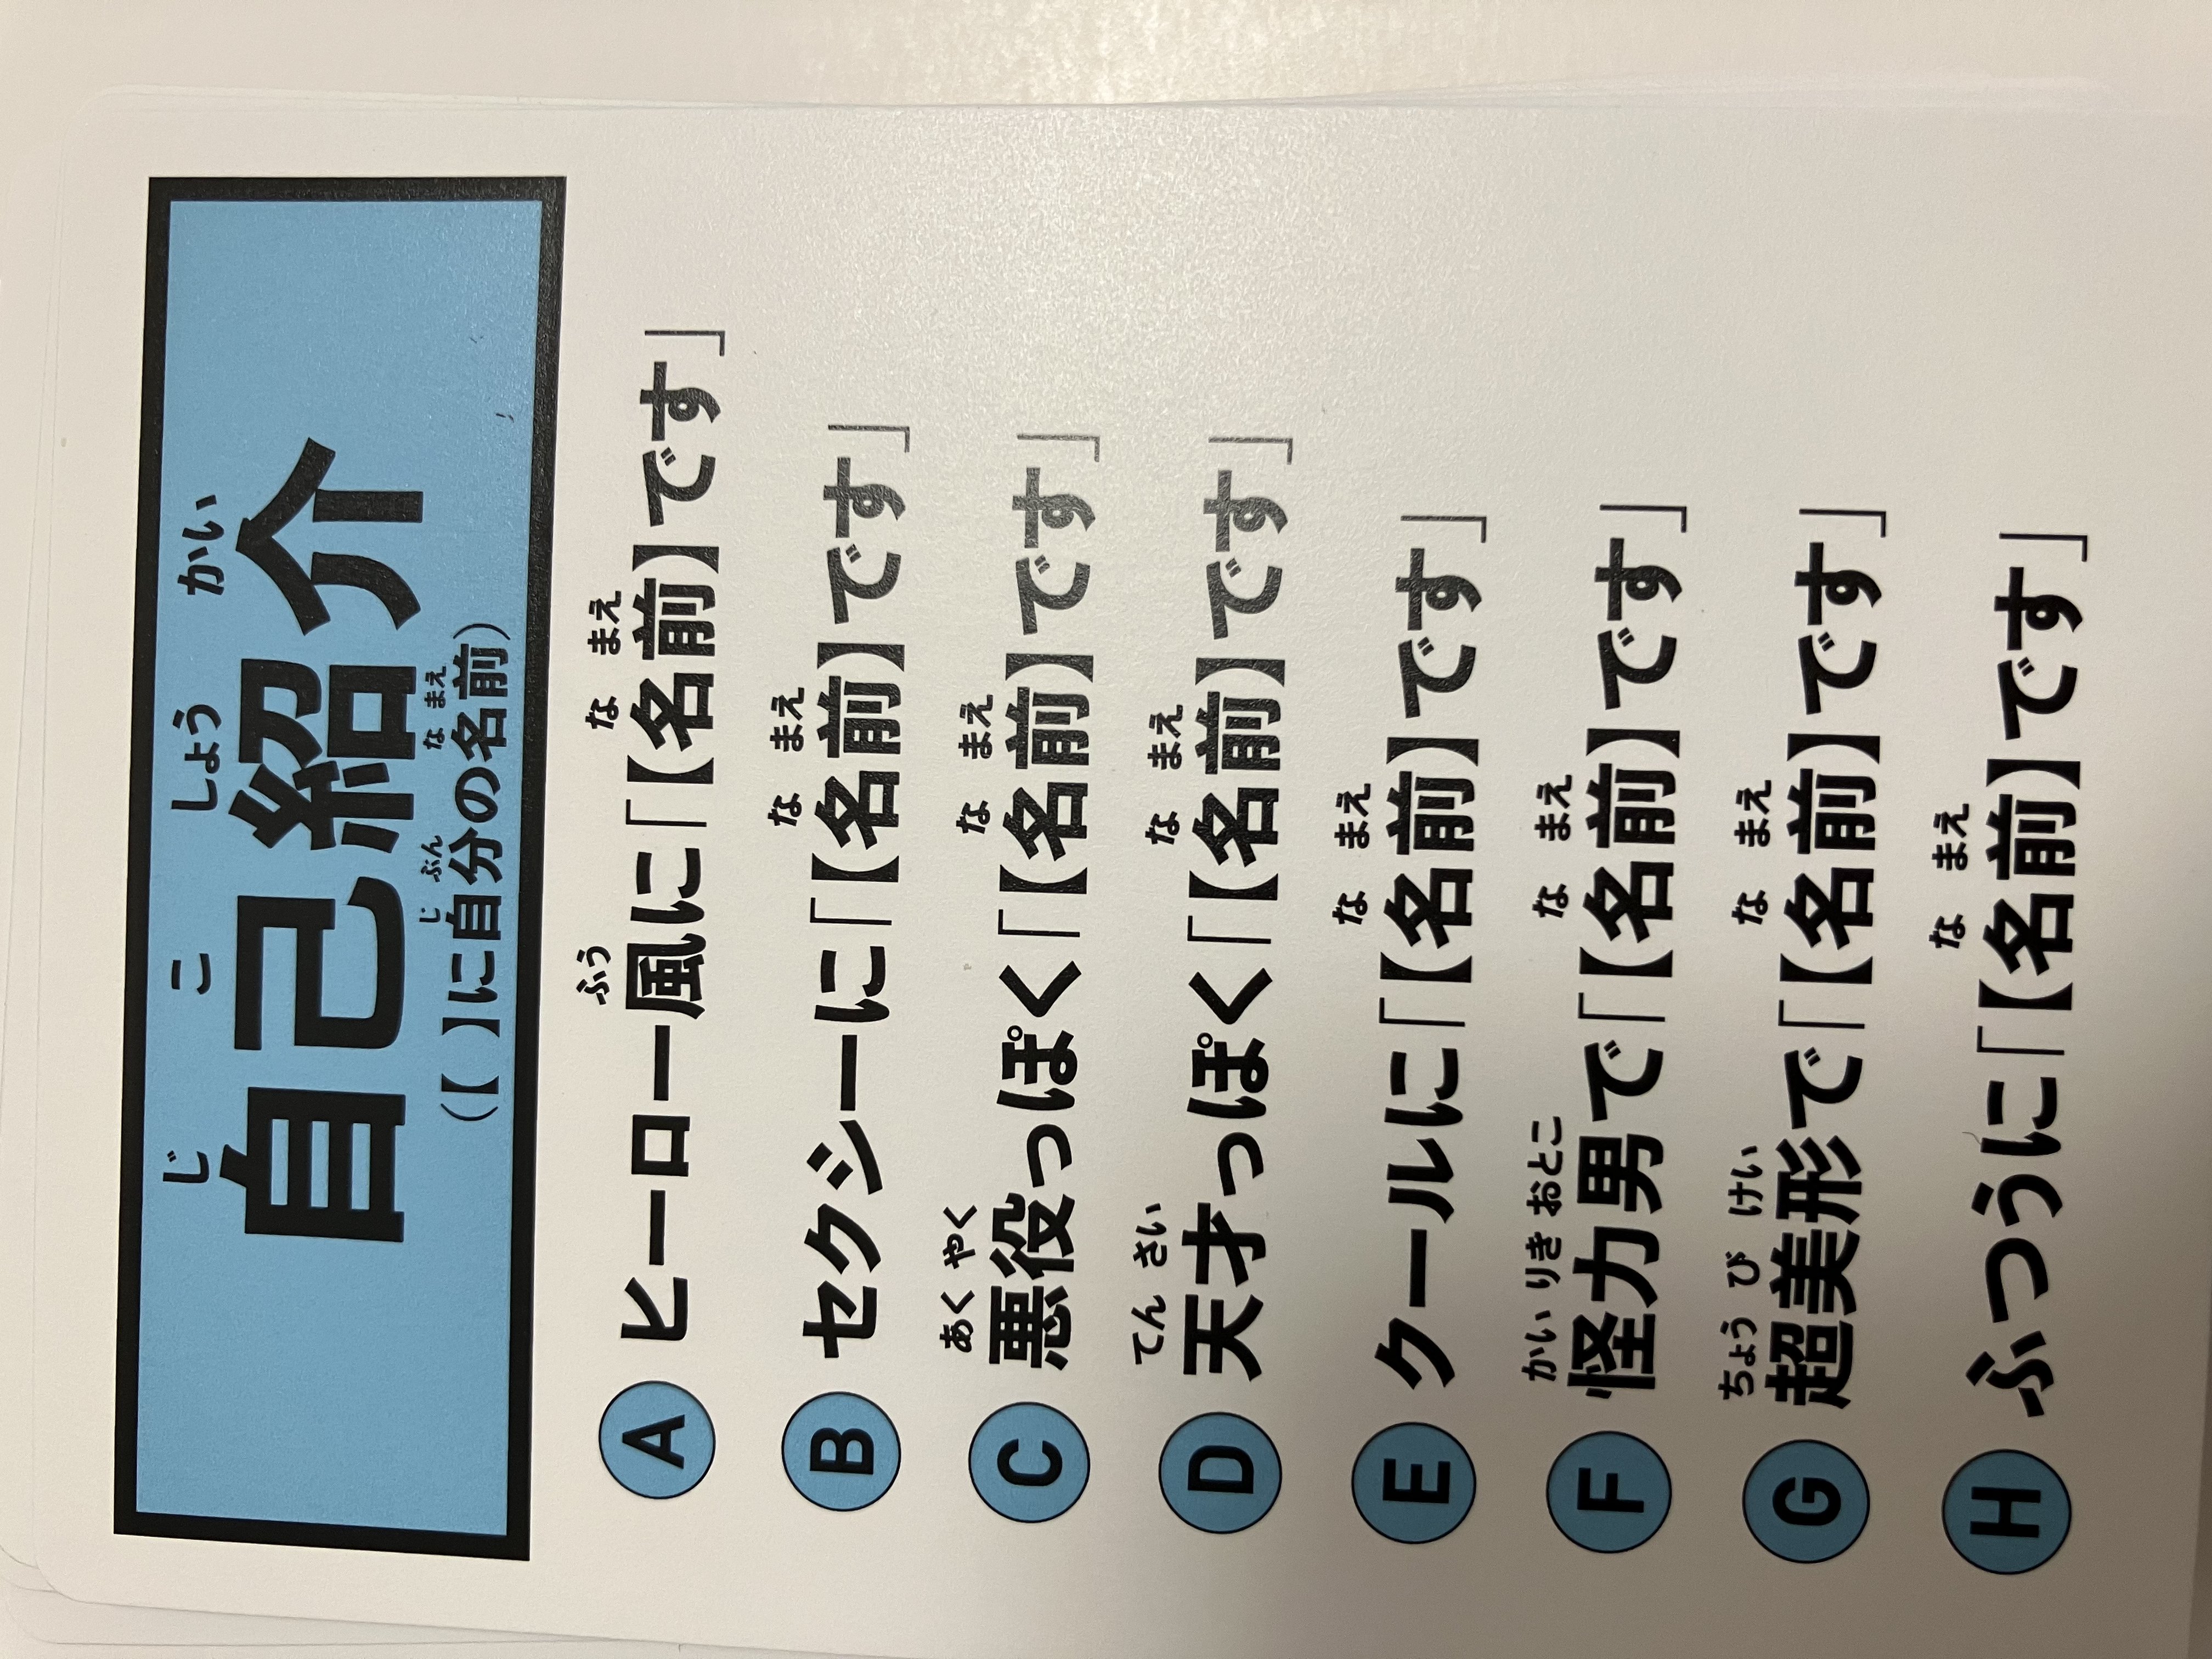 じ こ しょう かい
自己紹介
じ ぶん な まえ
(【 】に自分の名前)
ふう な まえ
A ヒーロー風に「【名前】です」
な まえ
B セクシーに「【名前】です」
あく やく な まえ
C 悪役っぽく「【名前】です」
てん さい な まえ
D 天才っぽく「【名前】です」
な まえ
E クールに「【名前】です」
かい りき おとこ な まえ
F 怪力男で「【名前】です」
ちょう び けい な まえ
G 超美形で「【名前】です」
な まえ
H ふつうに「【名前】です」